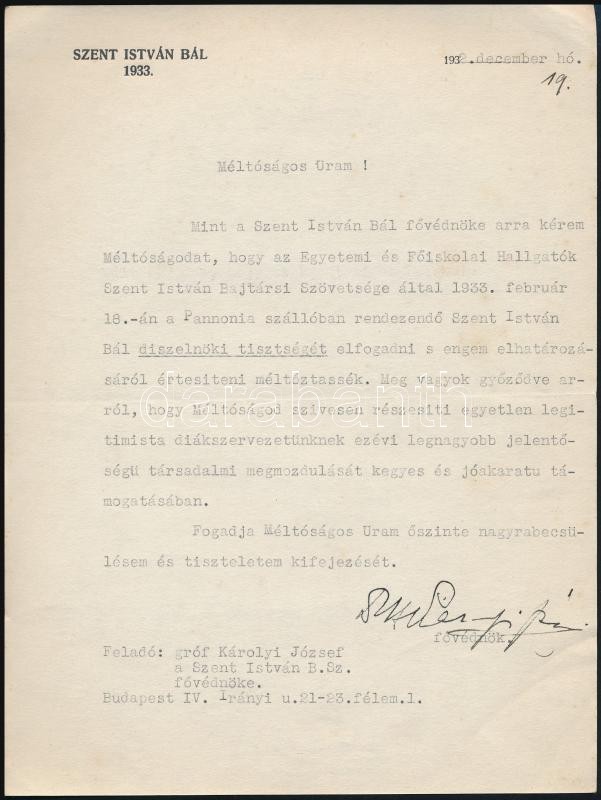 SZENT ISTVÁN BÁL
1933.
1932. december hó.
19.
Méltóságos Uram !
Mint a Szent István Bál fővédnöke arra kérem
Méltóságodat, hogy az Egyetemi és Főiskolai Hallgatók
Szent István Bajtársi Szövetsége által 1933. február
18.-án a Pannonia szállóban rendezendő Szent István
Bál diszelnöki tisztségét elfogadni s engem elhatározá-
sáról értesiteni méltóztassék. Meg vagyok győződve ar-
ról, hogy Méltóságod szivesen részesiti egyetlen legi-
timista diákszervezetünknek ezévi legnagyobb jelentő-
ségü társadalmi megmozdulását kegyes és jóakaratu tá-
mogatásában.
Fogadja Méltóságos Uram őszinte nagyrabecsü-
lésem és tiszteletem kifejezését.
fővédnök.
Feladó: gróf Károlyi József
a Szent István B.Sz.
fővédnöke.
Budapest IV. Irányi u.21-23.félem.1.
darabanth